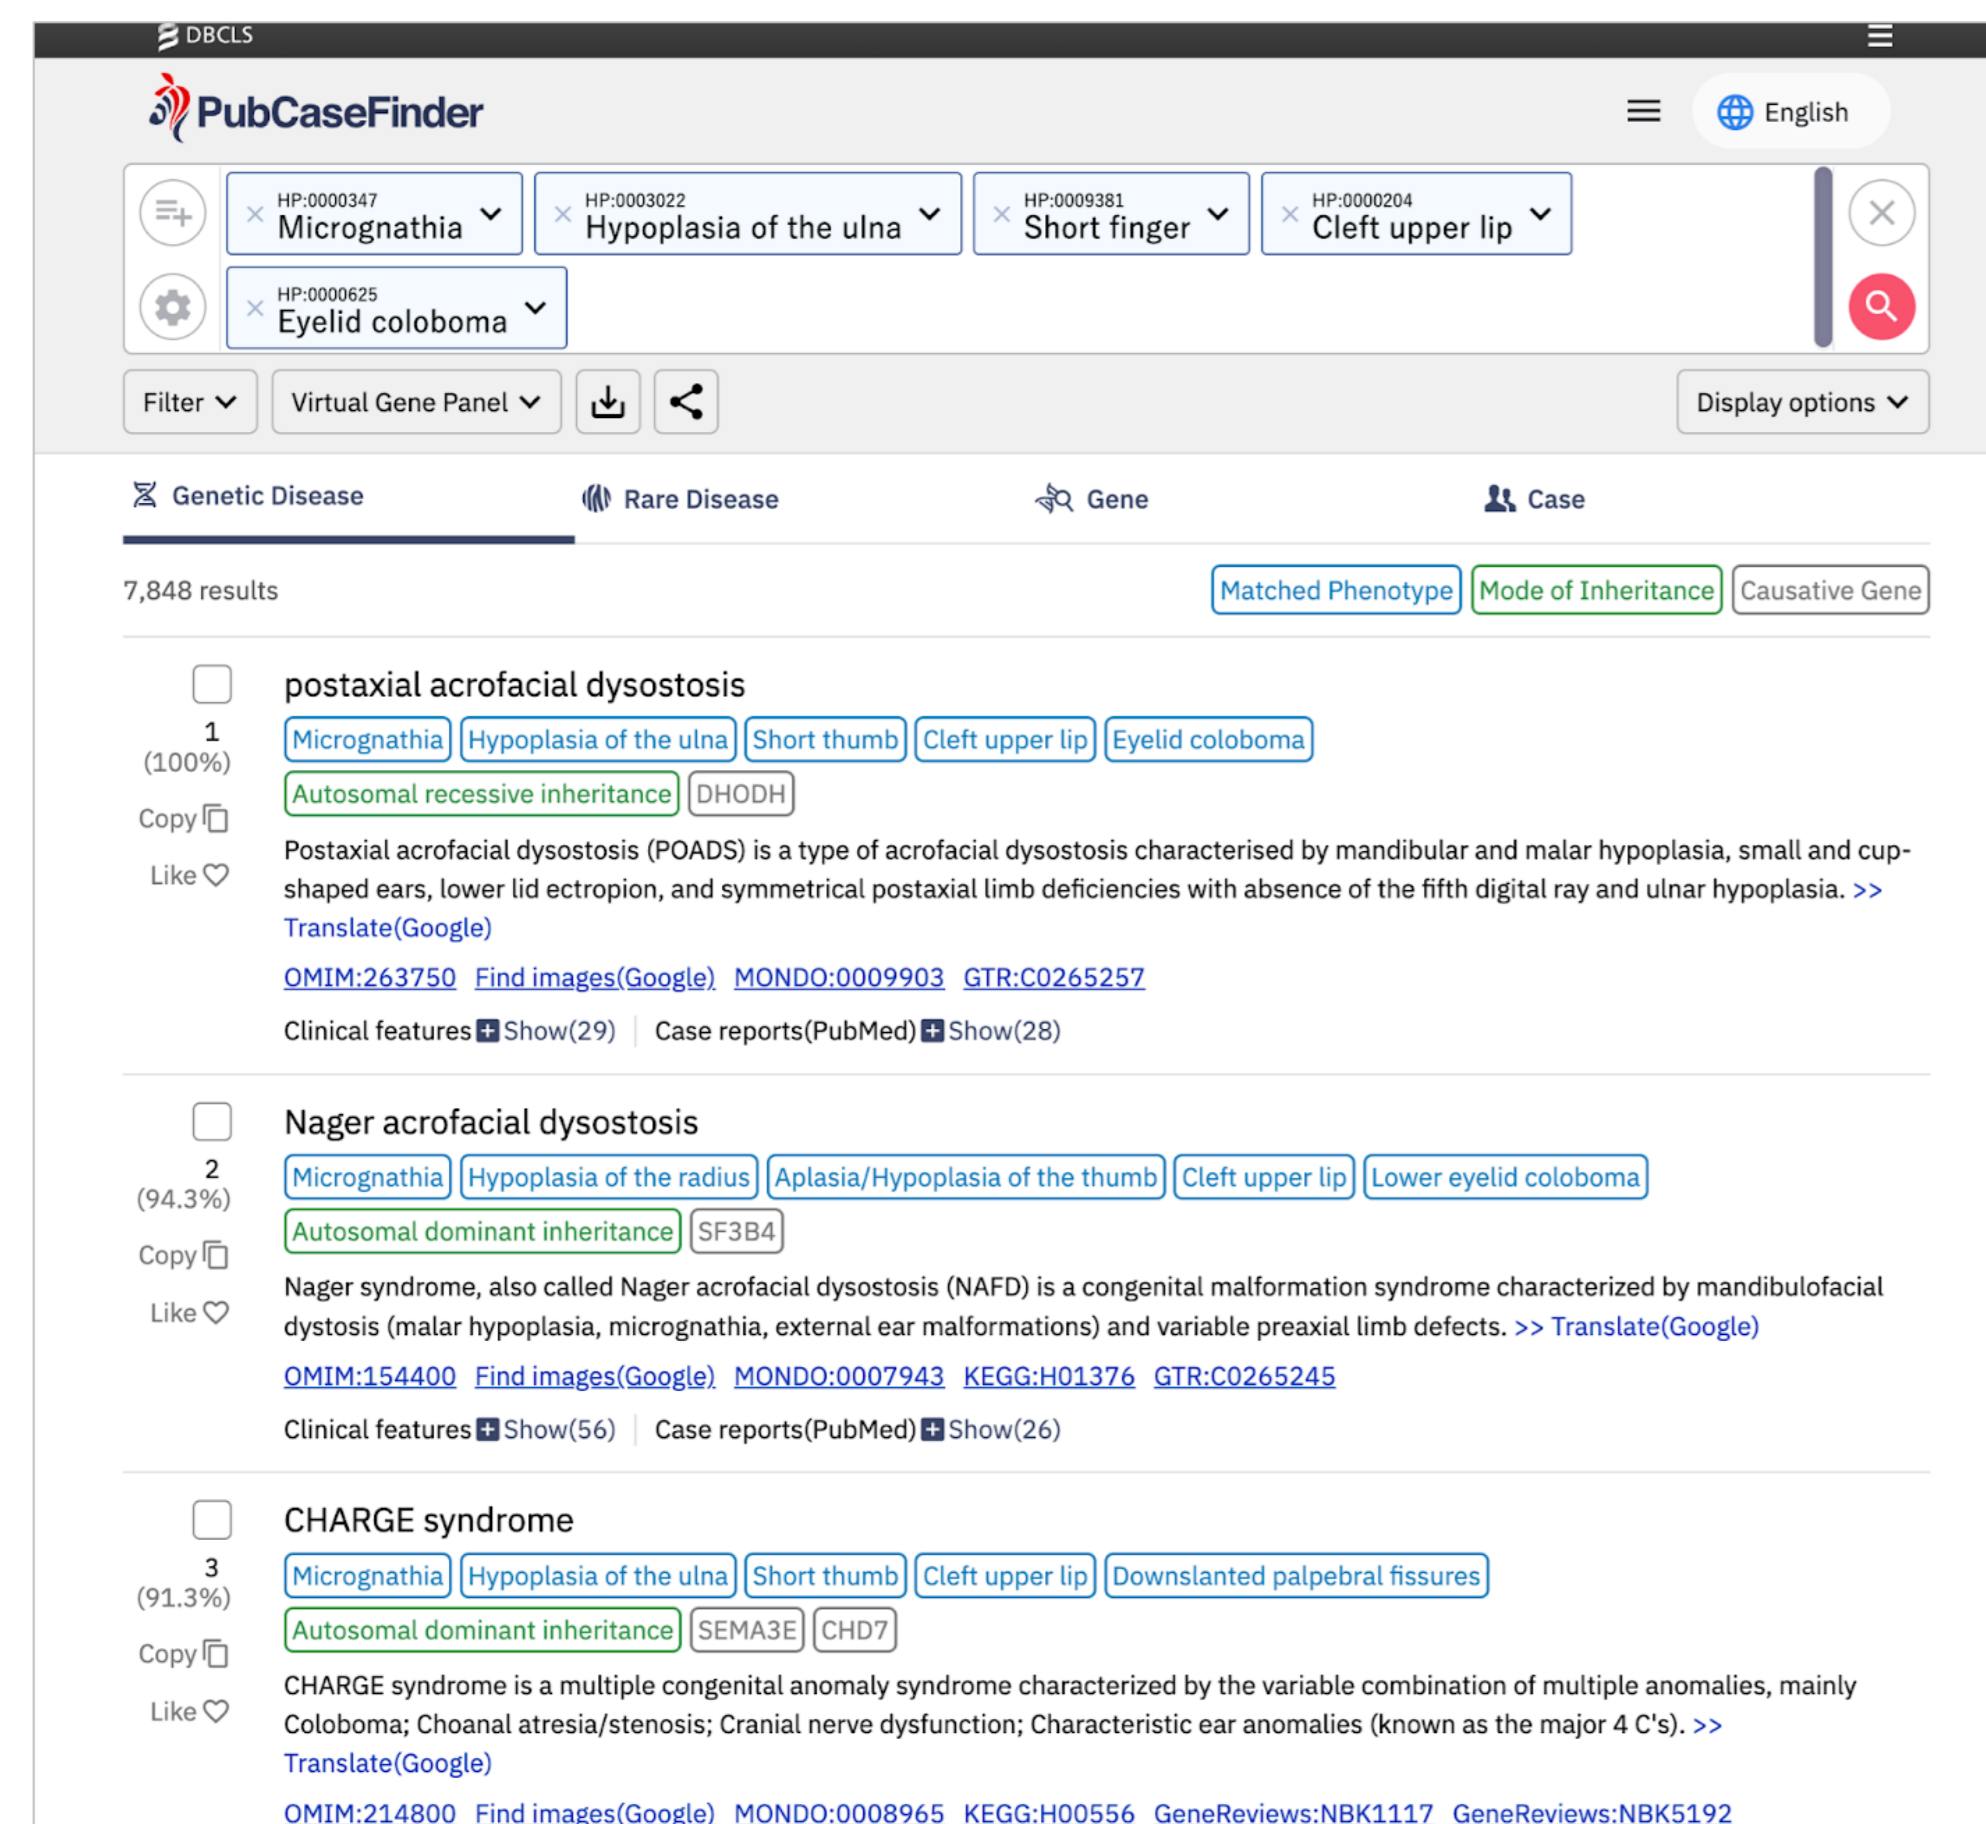 DBCLS
PubCaseFinder
English
HP:0000347
Micrognathia
HP:0003022
Hypoplasia of the ulna
HP:0009381
Short finger
HP:0000204
Cleft upper lip
HP:0000625
Eyelid coloboma
Filter
Virtual Gene Panel
Display options
Genetic Disease
Rare Disease
Gene
Case
7,848 results
Matched Phenotype Mode of Inheritance Causative Gene
postaxial acrofacial dysostosis
1
(100%)
Copy
Like
Micrognathia Hypoplasia of the ulna Short thumb Cleft upper lip Eyelid coloboma
Autosomal recessive inheritance DHODH
Postaxial acrofacial dysostosis (POADS) is a type of acrofacial dysostosis characterised by mandibular and malar hypoplasia, small and cup-
shaped ears, lower lid ectropion, and symmetrical postaxial limb deficiencies with absence of the fifth digital ray and ulnar hypoplasia. >>
Translate(Google)
OMIM:263750 Find images(Google) MONDO:0009903 GTR:C0265257
Clinical features Show(29) Case reports(PubMed) Show(28)
Nager acrofacial dysostosis
2
(94.3%)
Copy
Like
Micrognathia Hypoplasia of the radius Aplasia/Hypoplasia of the thumb Cleft upper lip Lower eyelid coloboma
Autosomal dominant inheritance SF3B4
Nager syndrome, also called Nager acrofacial dysostosis (NAFD) is a congenital malformation syndrome characterized by mandibulofacial
dystosis (malar hypoplasia, micrognathia, external ear malformations) and variable preaxial limb defects. >> Translate(Google)
OMIM:154400 Find images(Google) MONDO:0007943 KEGG:H01376 GTR:C0265245
Clinical features Show(56) Case reports(PubMed) Show(26)
CHARGE syndrome
3
(91.3%)
Copy
Like
Micrognathia Hypoplasia of the ulna Short thumb Cleft upper lip Downslanted palpebral fissures
Autosomal dominant inheritance SEMA3E CHD7
CHARGE syndrome is a multiple congenital anomaly syndrome characterized by the variable combination of multiple anomalies, mainly
Coloboma; Choanal atresia/stenosis; Cranial nerve dysfunction; Characteristic ear anomalies (known as the major 4 C's). >>
Translate(Google)
OMIM:214800 Find images(Google) MONDO:0008965 KEGG:H00556 GeneReviews:NBK1117 GeneReviews:NBK5192